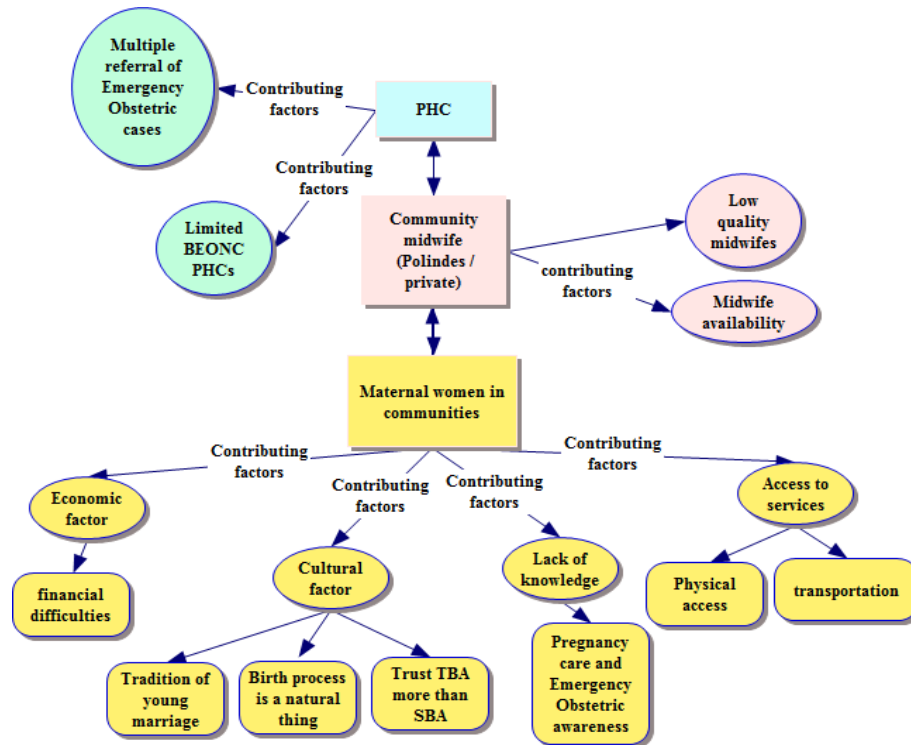 Multiple
referral of
Emergency
Obstetric
cases
Contributing
factors
PHC
Contributing
factors
Limited
BEONC
PHCs
Community
midwife
(Polindes /
private)
Low
quality
midwifes
contributing
factors
Midwife
availability
Maternal women in
communities
Contributing
factors
Contributing
factors
Contributing
factors
Contributing
factors
Economic
factor
Access to
services
Cultural
factor
Lack of
knowledge
financial
difficulties
Physical
access
transportation
Tradition of
young
marriage
Birth process
is a natural
thing
Trust TBA
more than
SBA
Pregnancy
care and
Emergency
Obstetric
awareness